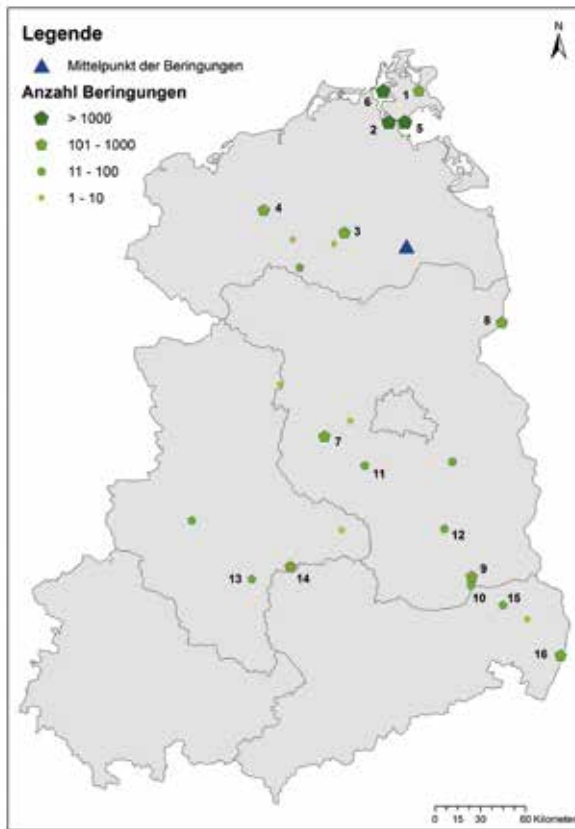 Legende
Mittelpunkt der Beringungen
Anzahl Beringungen
> 1000
101 - 1000
11 - 100
1 - 10
N
6
1
2
5
4
3
8
7
11
12
9
13
14
10
15
16
0 15 30 60 Kilometer